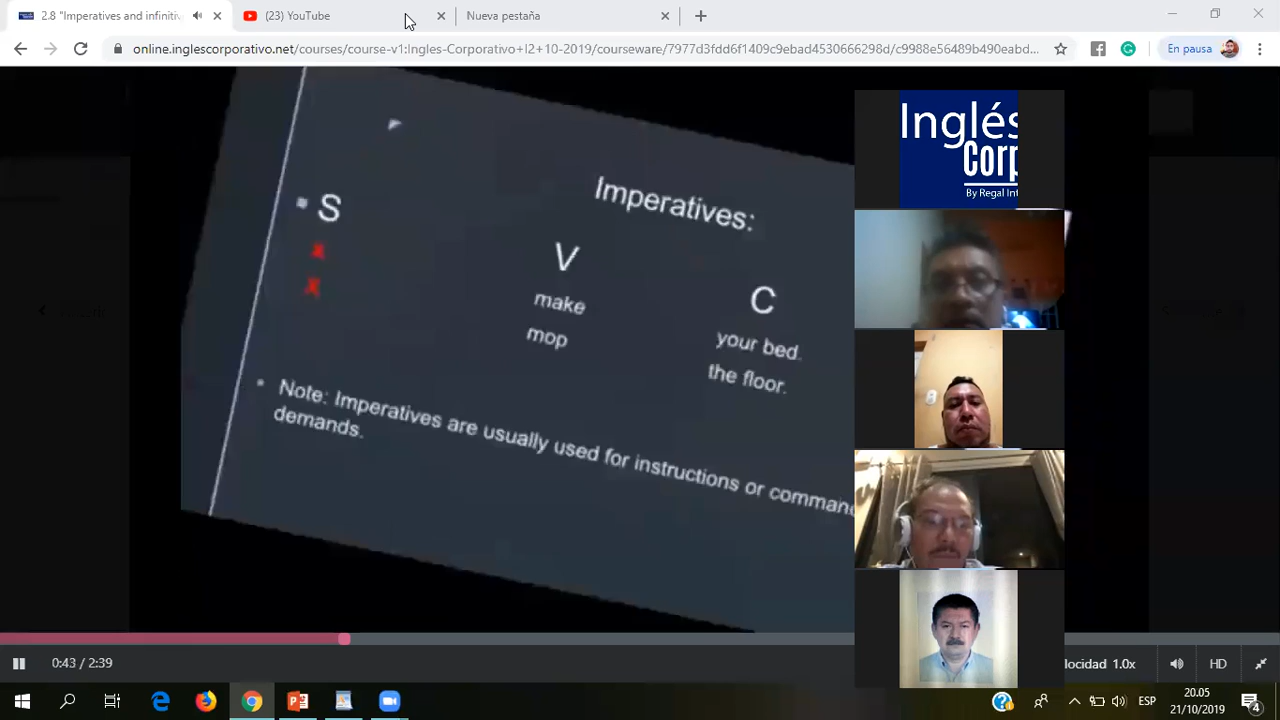 2.8 "Imperatives and infinitiv
(23) YouTube
Nueva pestaña
online.inglescorporativo.net/courses/course-v1:Ingles-Corporativo+I2+10-2019/courseware/7977d3fdd6f1409c9ebad4530666298d/c9988e56489b490eabd...
En pausa
Inglés
Corp
By Regal Int
Imperatives:
S V C
x make your bed.
x mop the floor.
Note: Imperatives are usually used for instructions or comman
demands.
0:43 / 2:39
locidad 1.0x
HD
ESP
20.05
21/10/2019
4